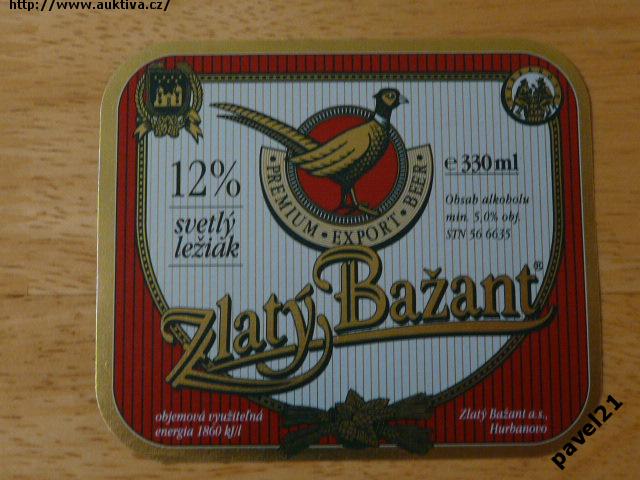 http://www.auktiva.cz/
PREMIUM • EXPORT • BEER
12%
svetlý
ležiak
e 330 ml
Obsah alkoholu
min. 5,0% obj.
STN 56 6635
Zlatý Bažant®
objemová využiteľná
energia 1860 kJ/l
Zlatý Bažant a.s.,
Hurbanovo
pavel21